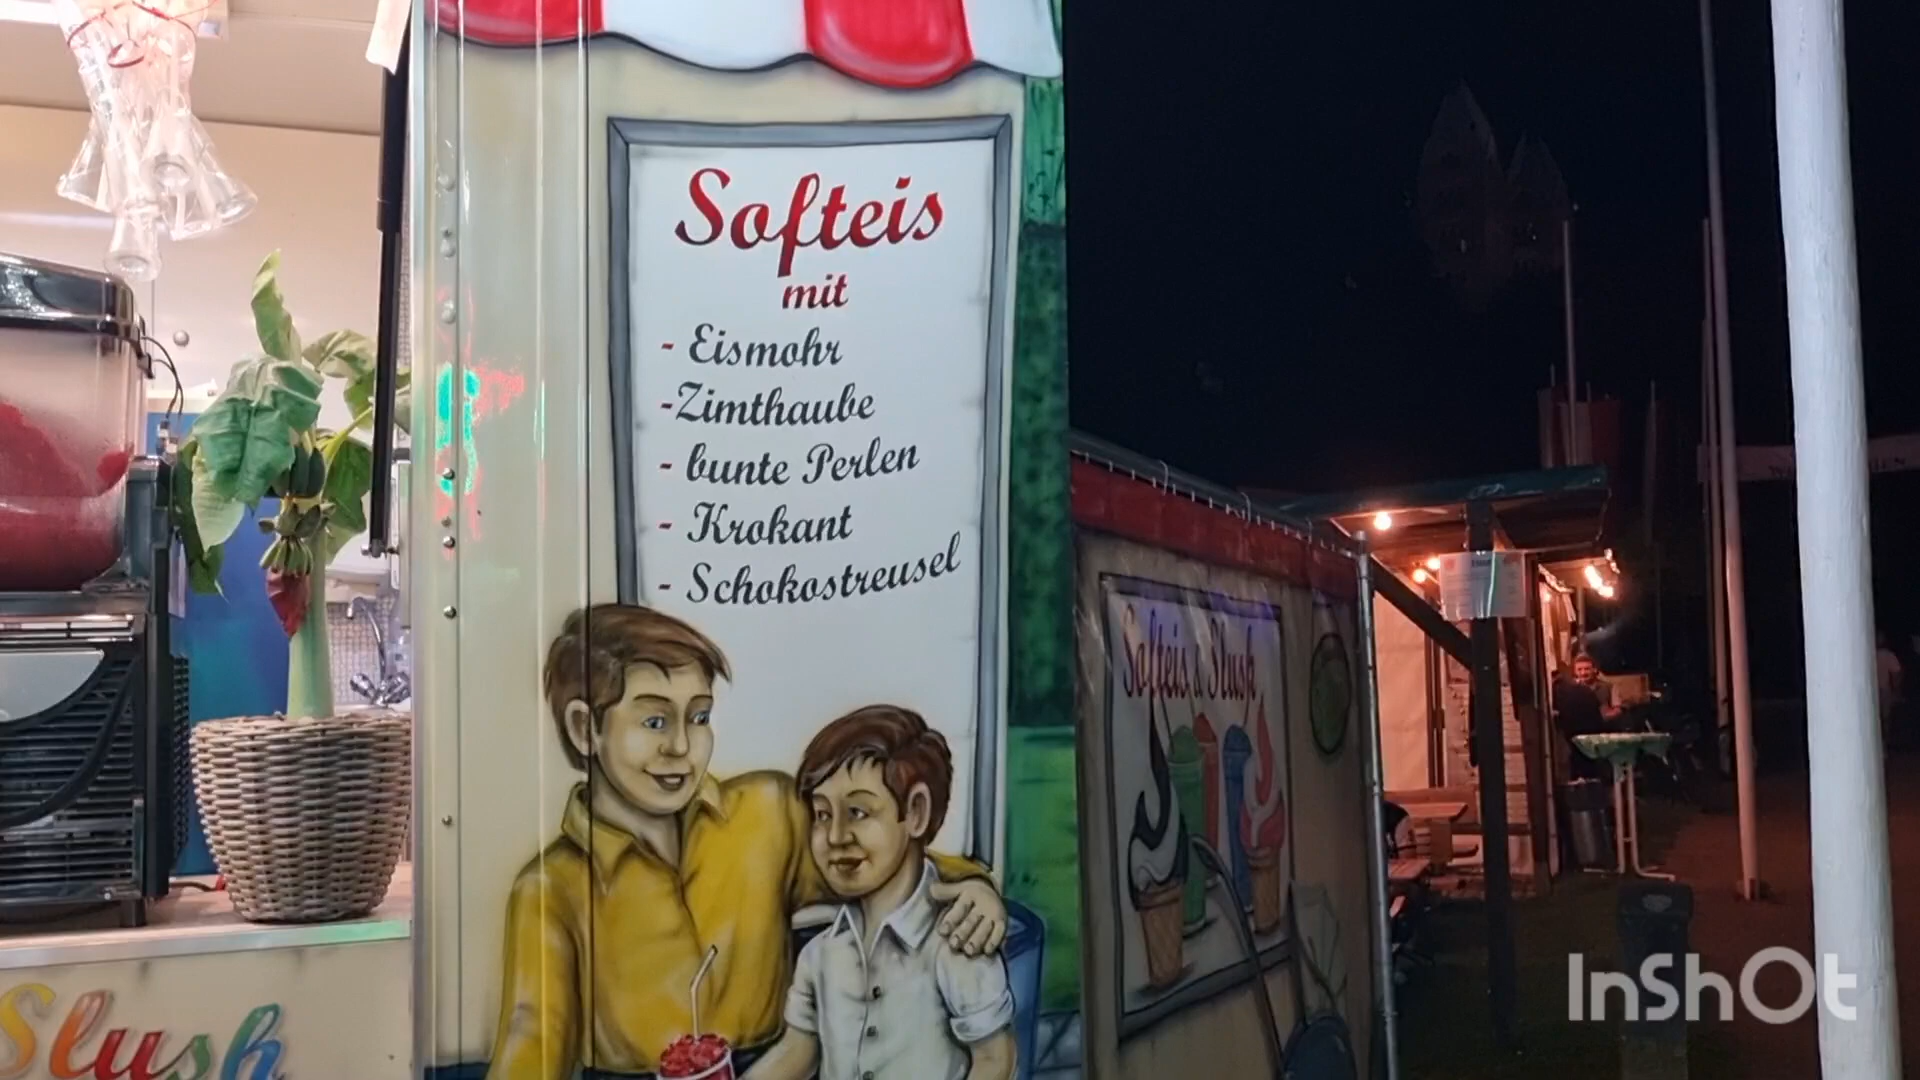 Softeis
mit
- Eismohr
-Zimthaube
- bunte Perlen
- Krokant
- Schokostreusel
Slush
Softeis & Slush
InShOt